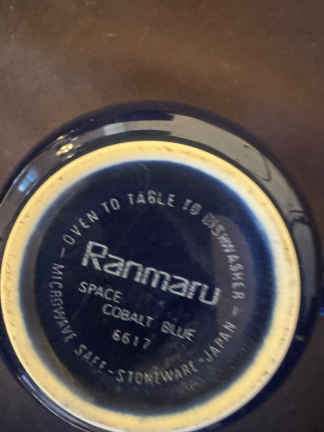 OVEN TO TABLE TO DISHWASHER -
Ranmaru
SPACE
COBALT BLUE
6617
- MICROWAVE SAFE - STONEWARE - JAPAN -